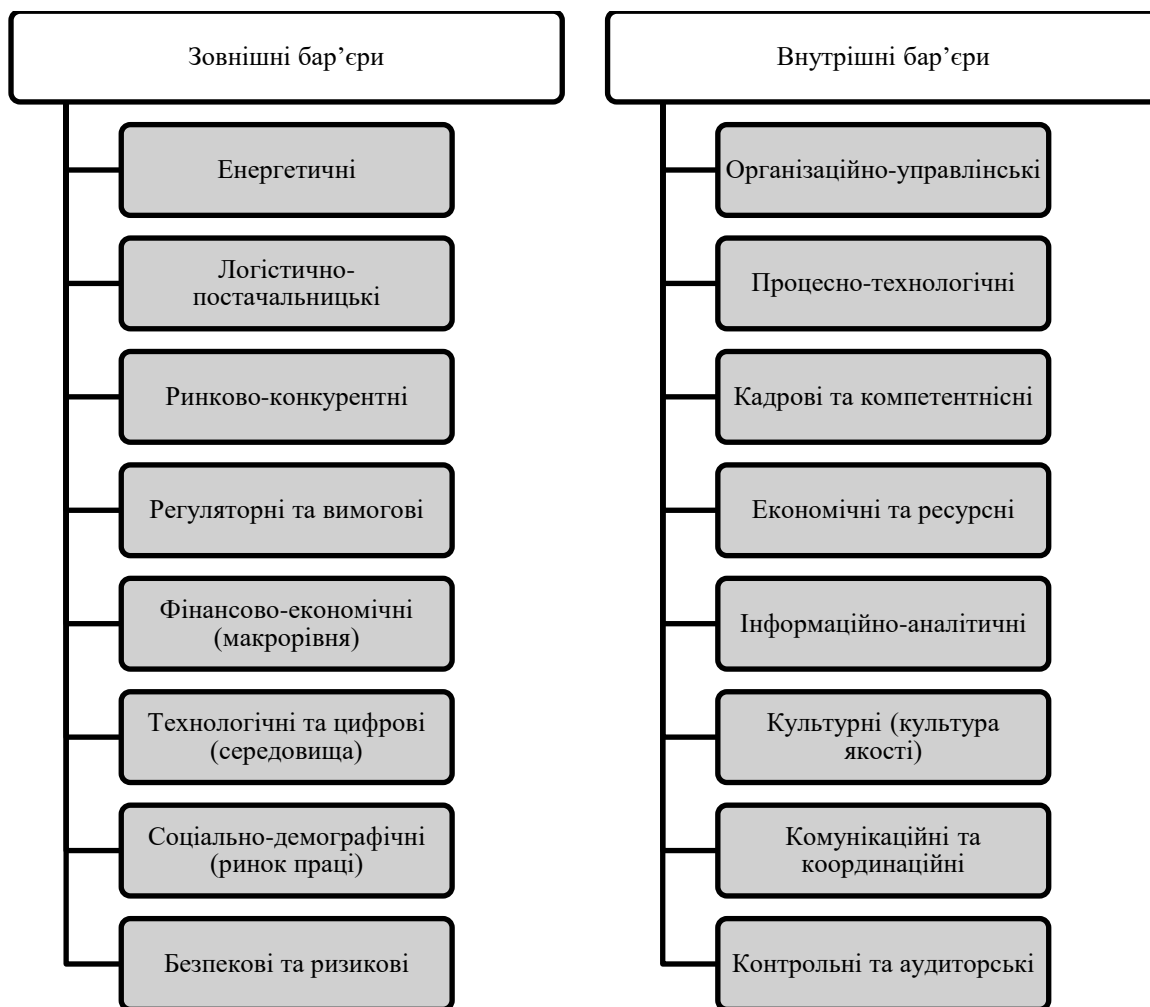 Зовнішні бар’єри
Енергетичні
Логістично-
постачальницькі
Ринково-конкурентні
Регуляторні та вимогові
Фінансово-економічні
(макрорівня)
Технологічні та цифрові
(середовища)
Соціально-демографічні
(ринок праці)
Безпекові та ризикові
Внутрішні бар’єри
Організаційно-управлінські
Процесно-технологічні
Кадрові та компетентнісні
Економічні та ресурсні
Інформаційно-аналітичні
Культурні (культура
якості)
Комунікаційні та
координаційні
Контрольні та аудиторські